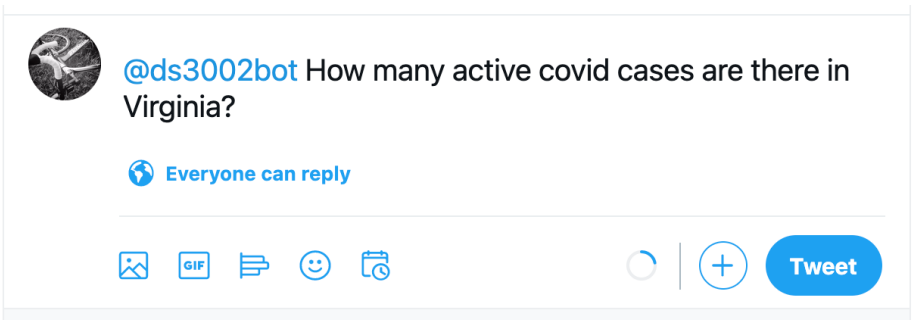 @ds3002bot How many active covid cases are there in
Virginia?
Everyone can reply
GIF
Tweet